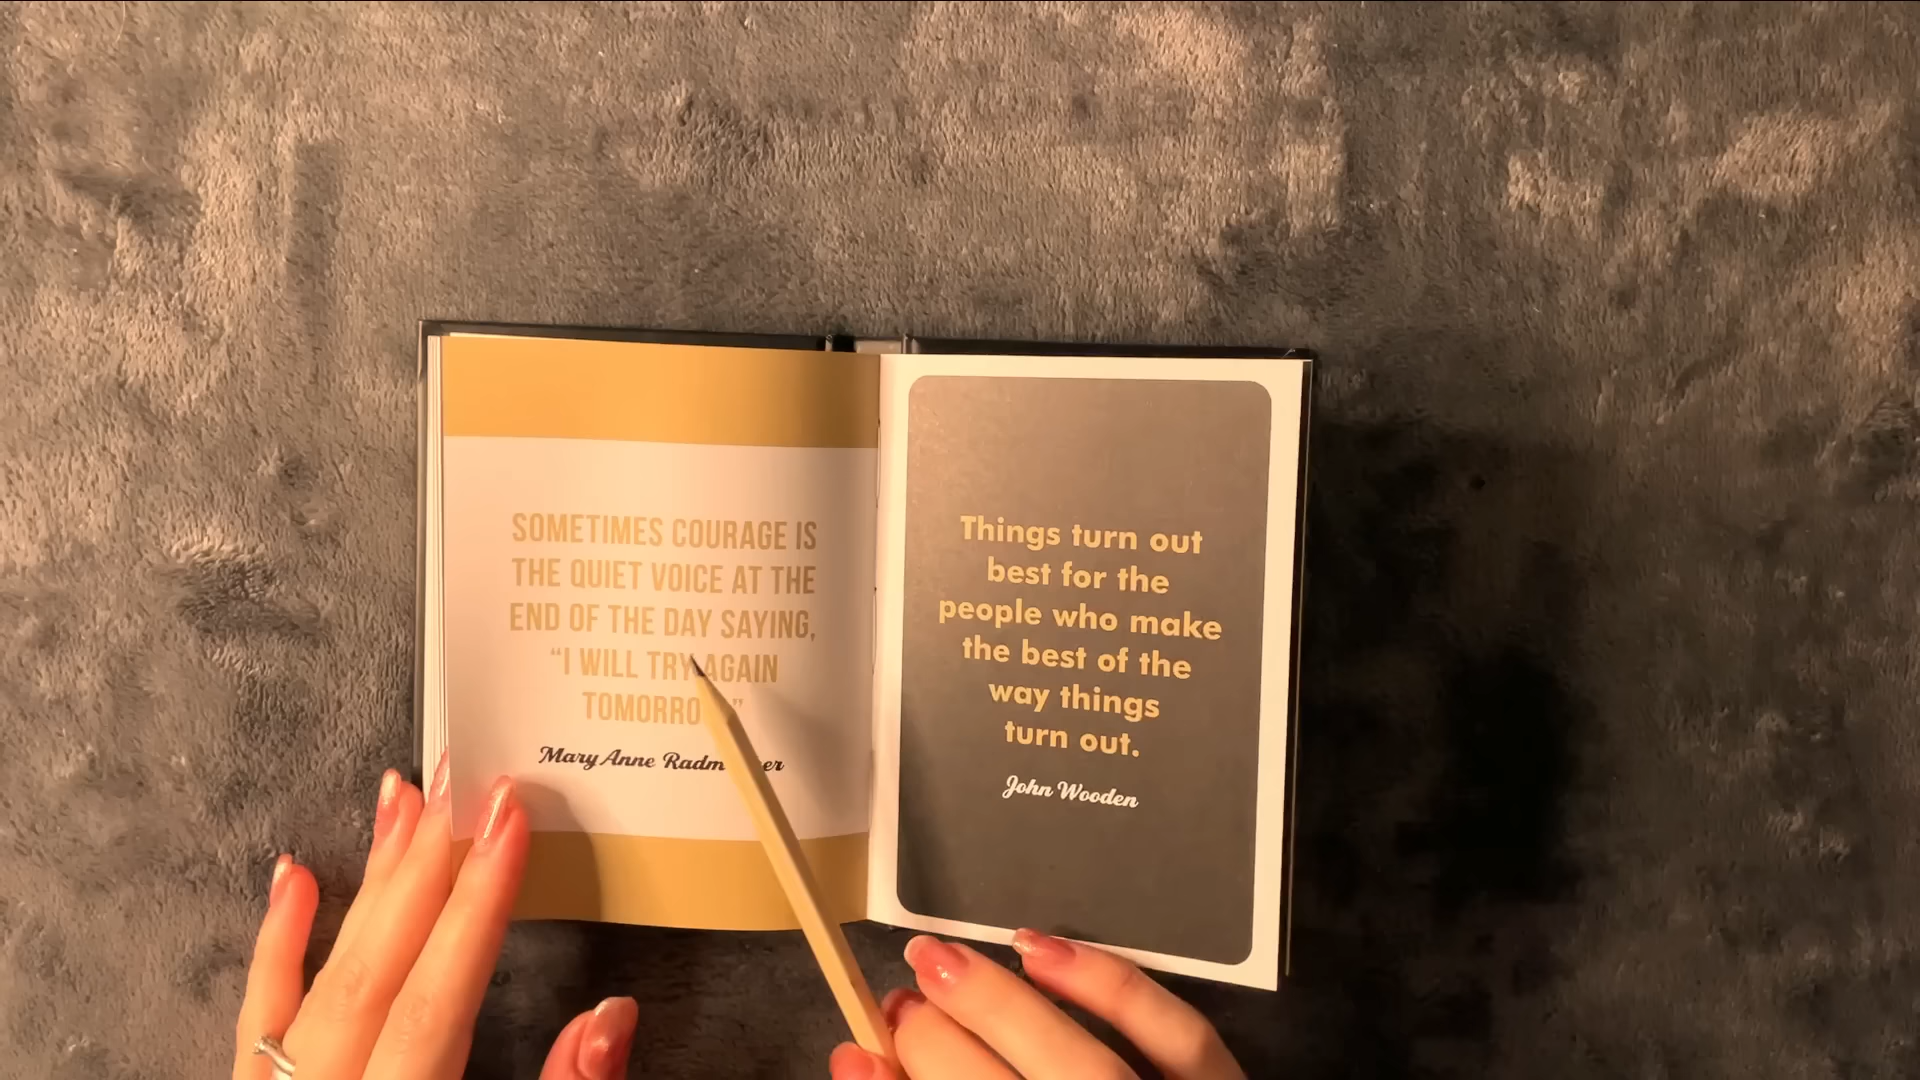 SOMETIMES COURAGE IS
THE QUIET VOICE AT THE
END OF THE DAY SAYING,
“I WILL TRY AGAIN
”
Mary Anne
Things turn out
best for the
people who make
the best of the
way things
turn out.
John Wooden